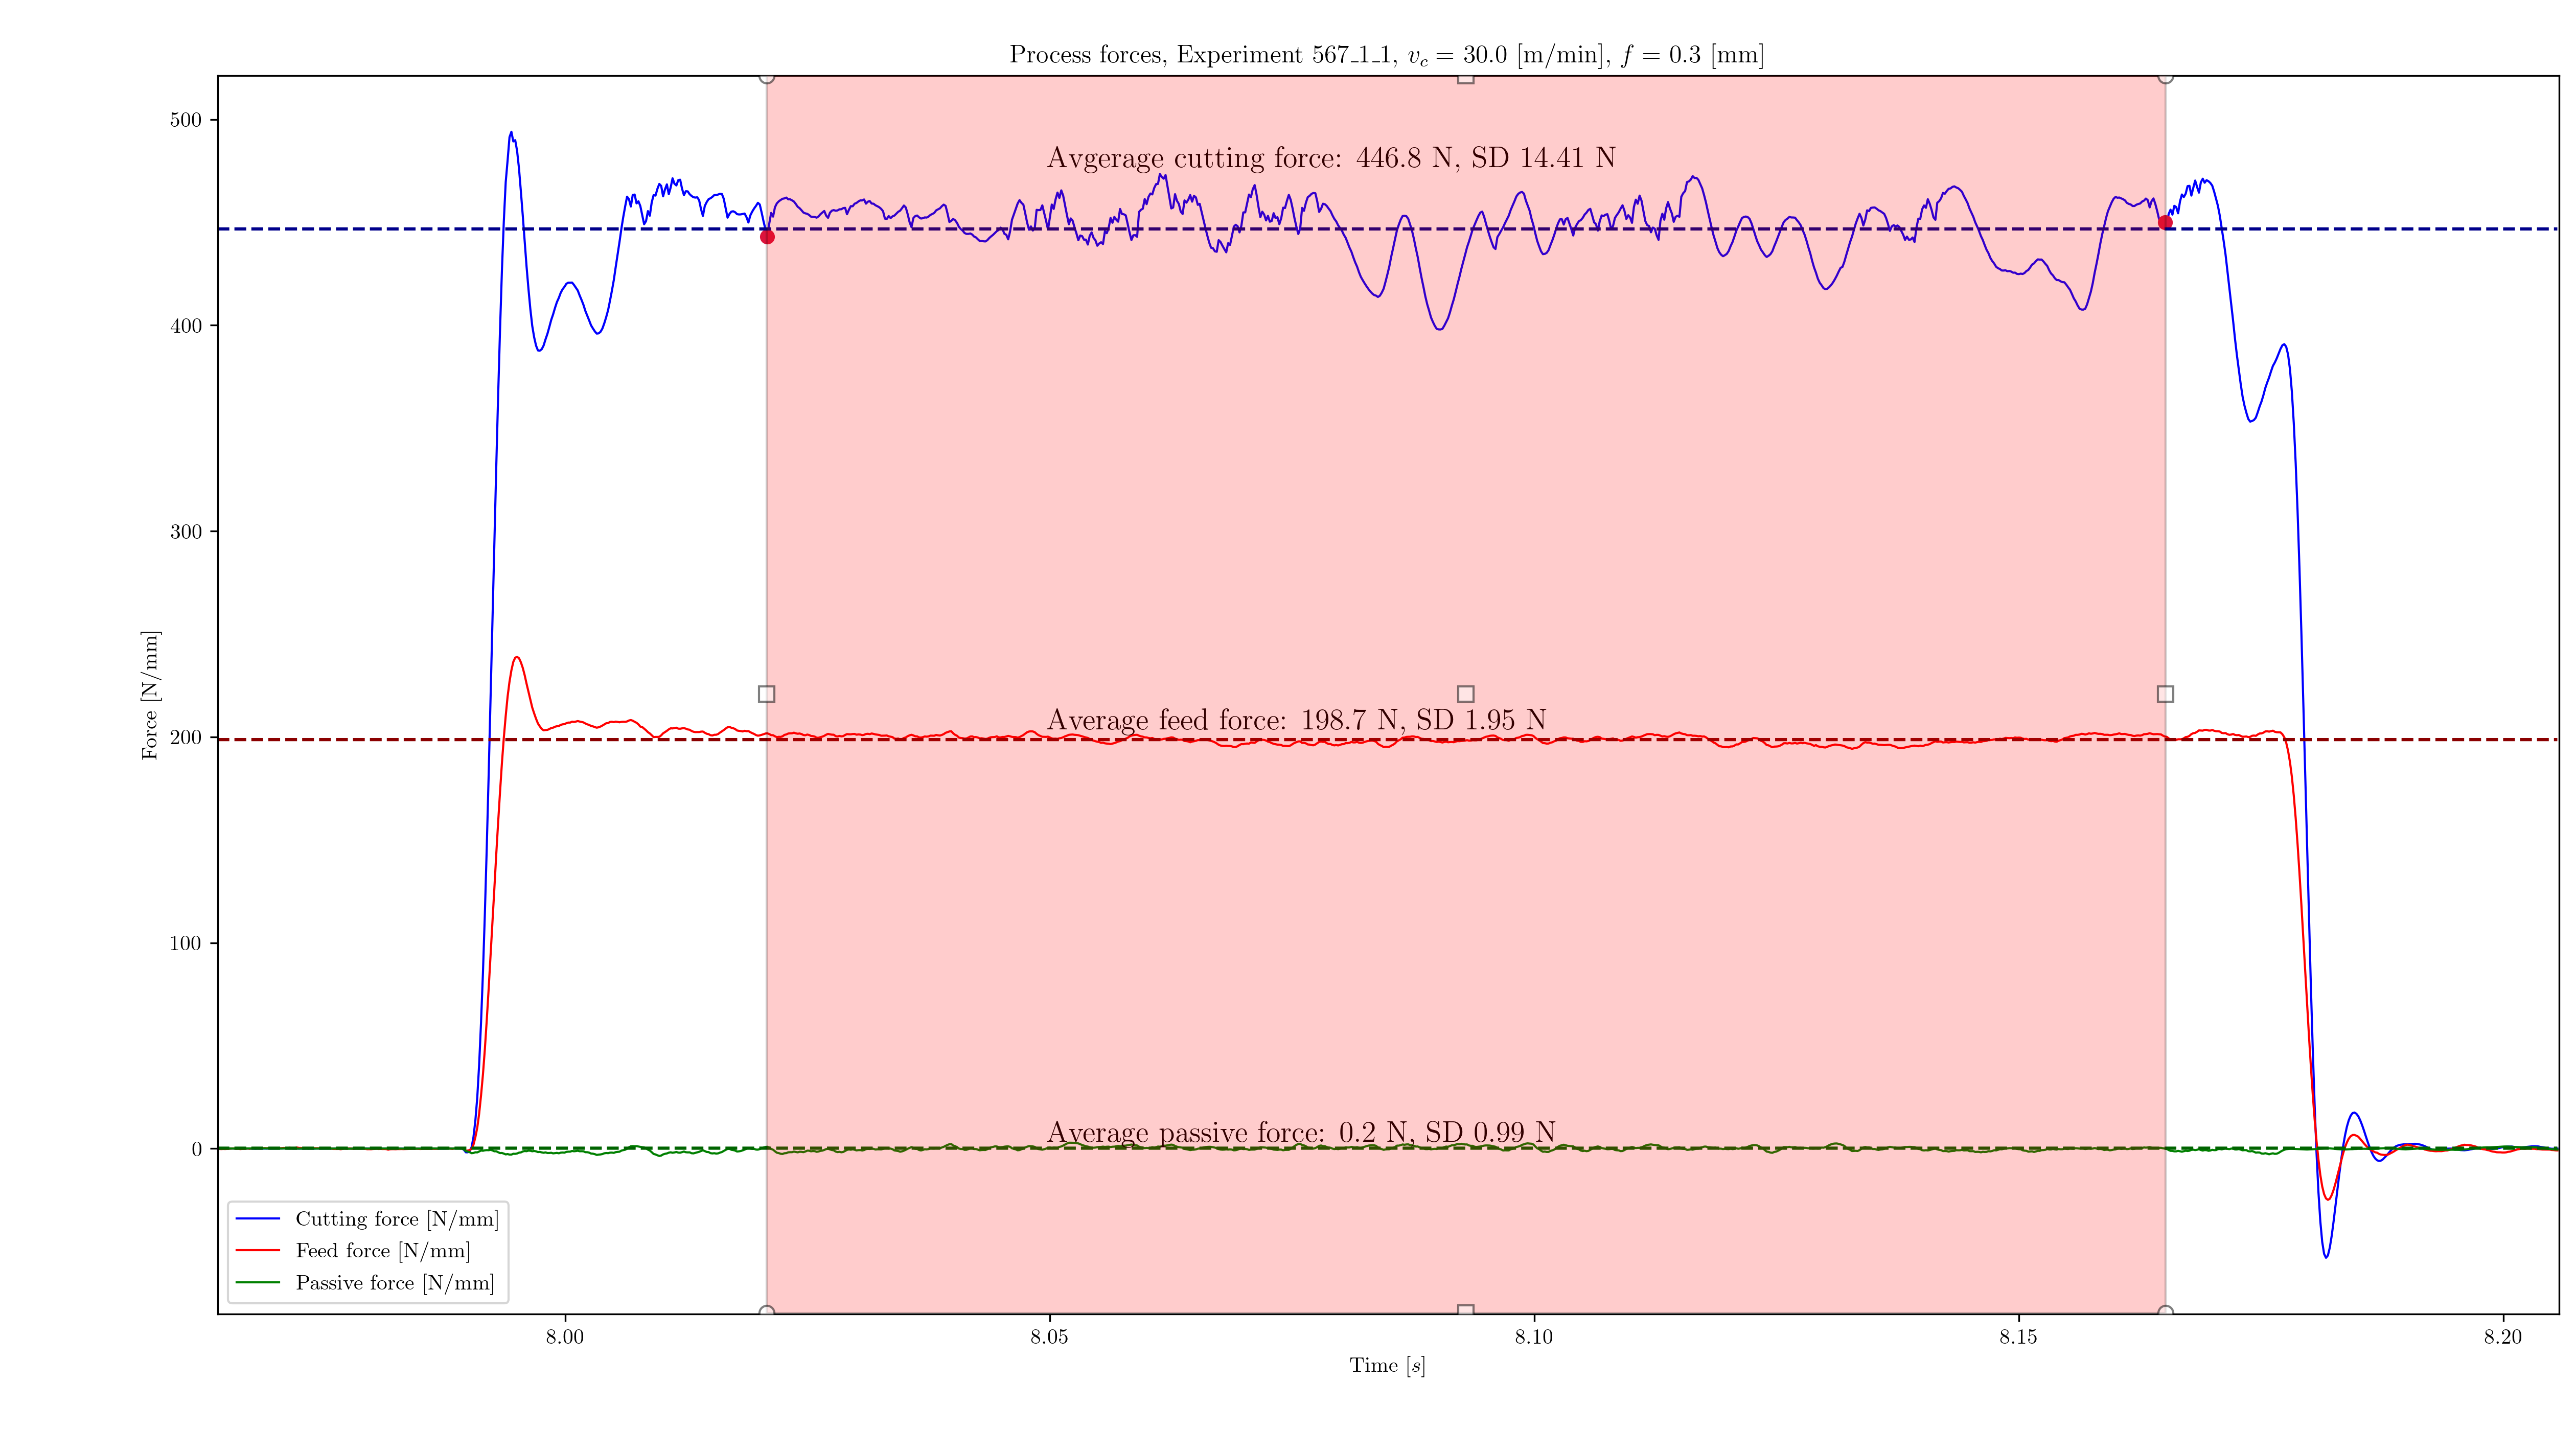 Process forces, Experiment 567_1_1, v_c = 30.0 [m/min], f = 0.3 [mm]
500
400
300
200
100
0
Force [N/mm]
Avgerage cutting force: 446.8 N, SD 14.41 N
Average feed force: 198.7 N, SD 1.95 N
Average passive force: 0.2 N, SD 0.99 N
Cutting force [N/mm]
Feed force [N/mm]
Passive force [N/mm]
8.00 8.05 8.10 8.15 8.20
Time [s]